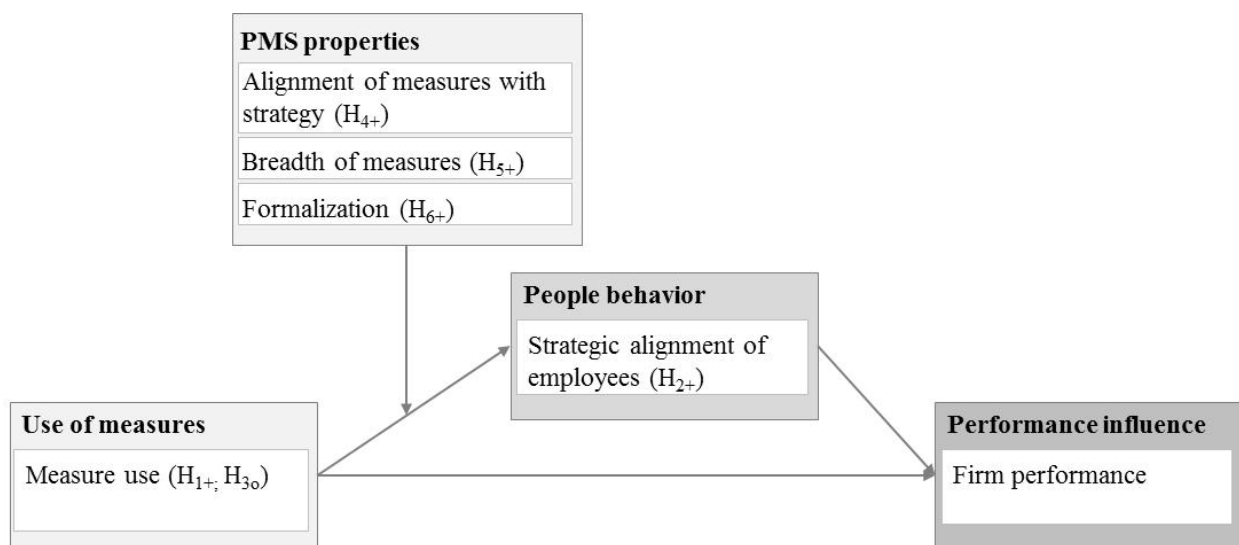 PMS properties
Alignment of measures with
strategy (H4+)
Breadth of measures (H5+)
Formalization (H6+)
People behavior
Strategic alignment of
employees (H2+)
Use of measures
Measure use (H1+; H3o)
Performance influence
Firm performance